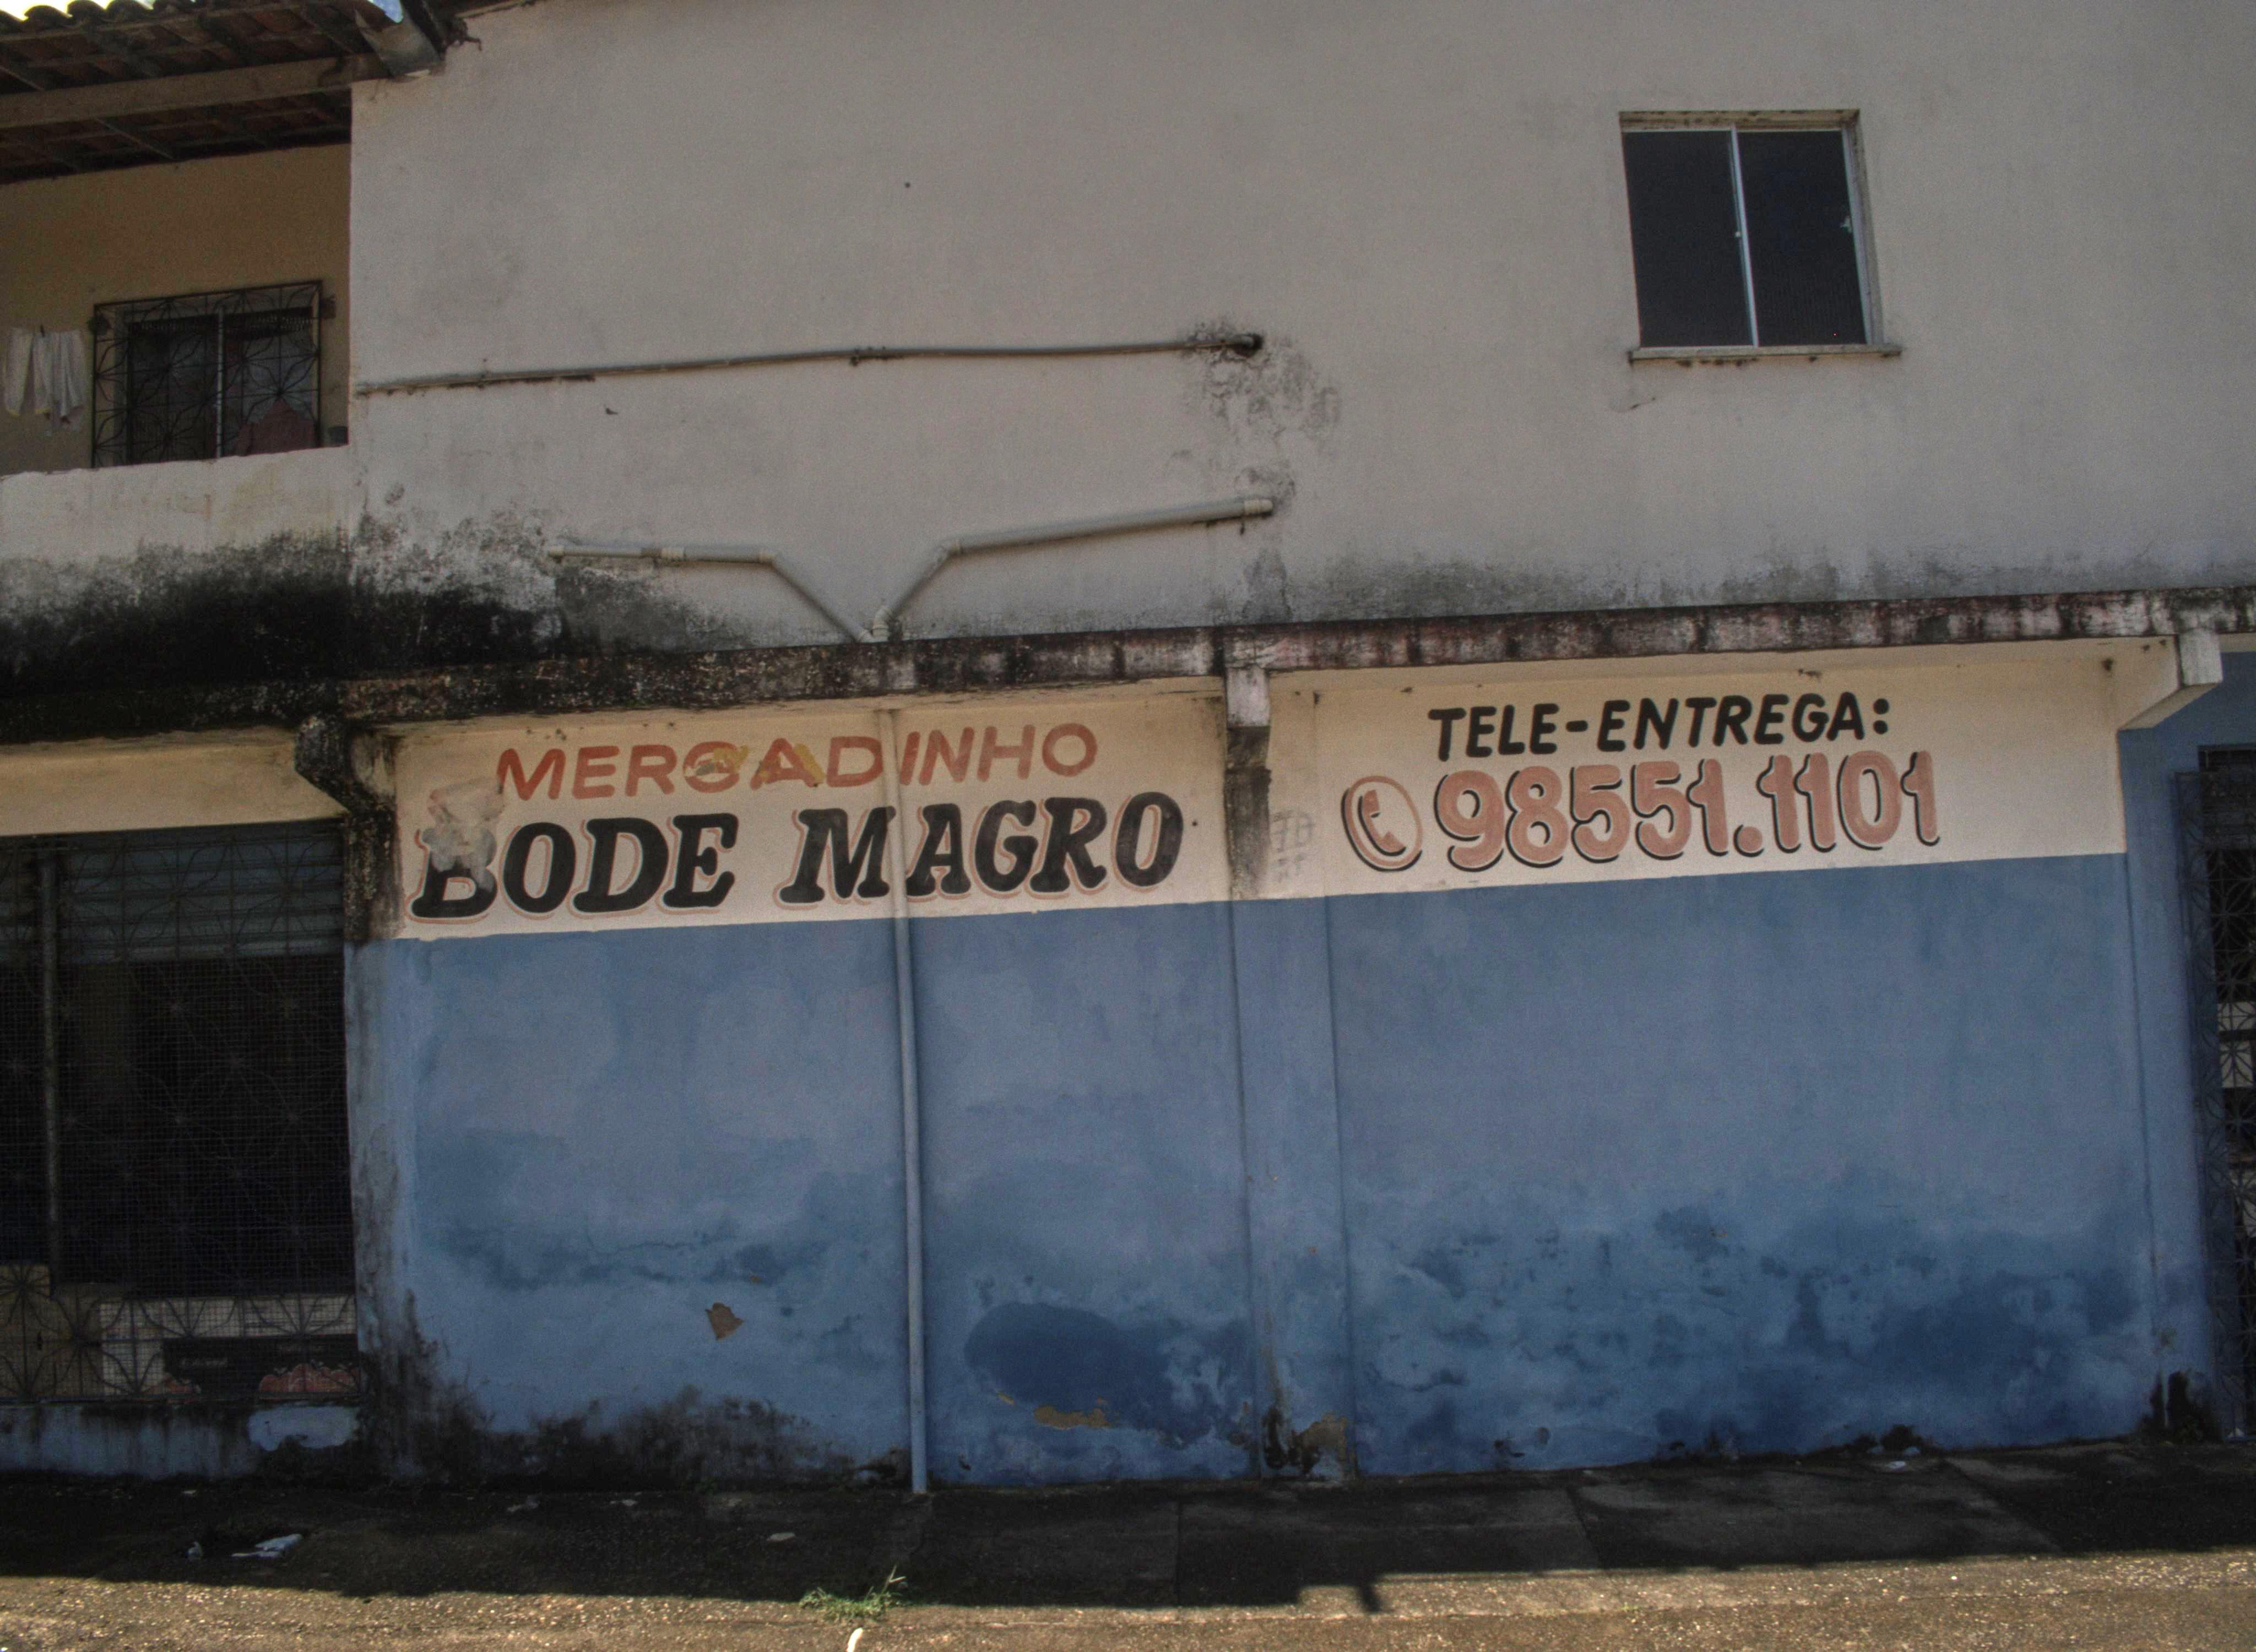 MERCADINHO
BODE MAGRO
TELE-ENTREGA:
98551.1101